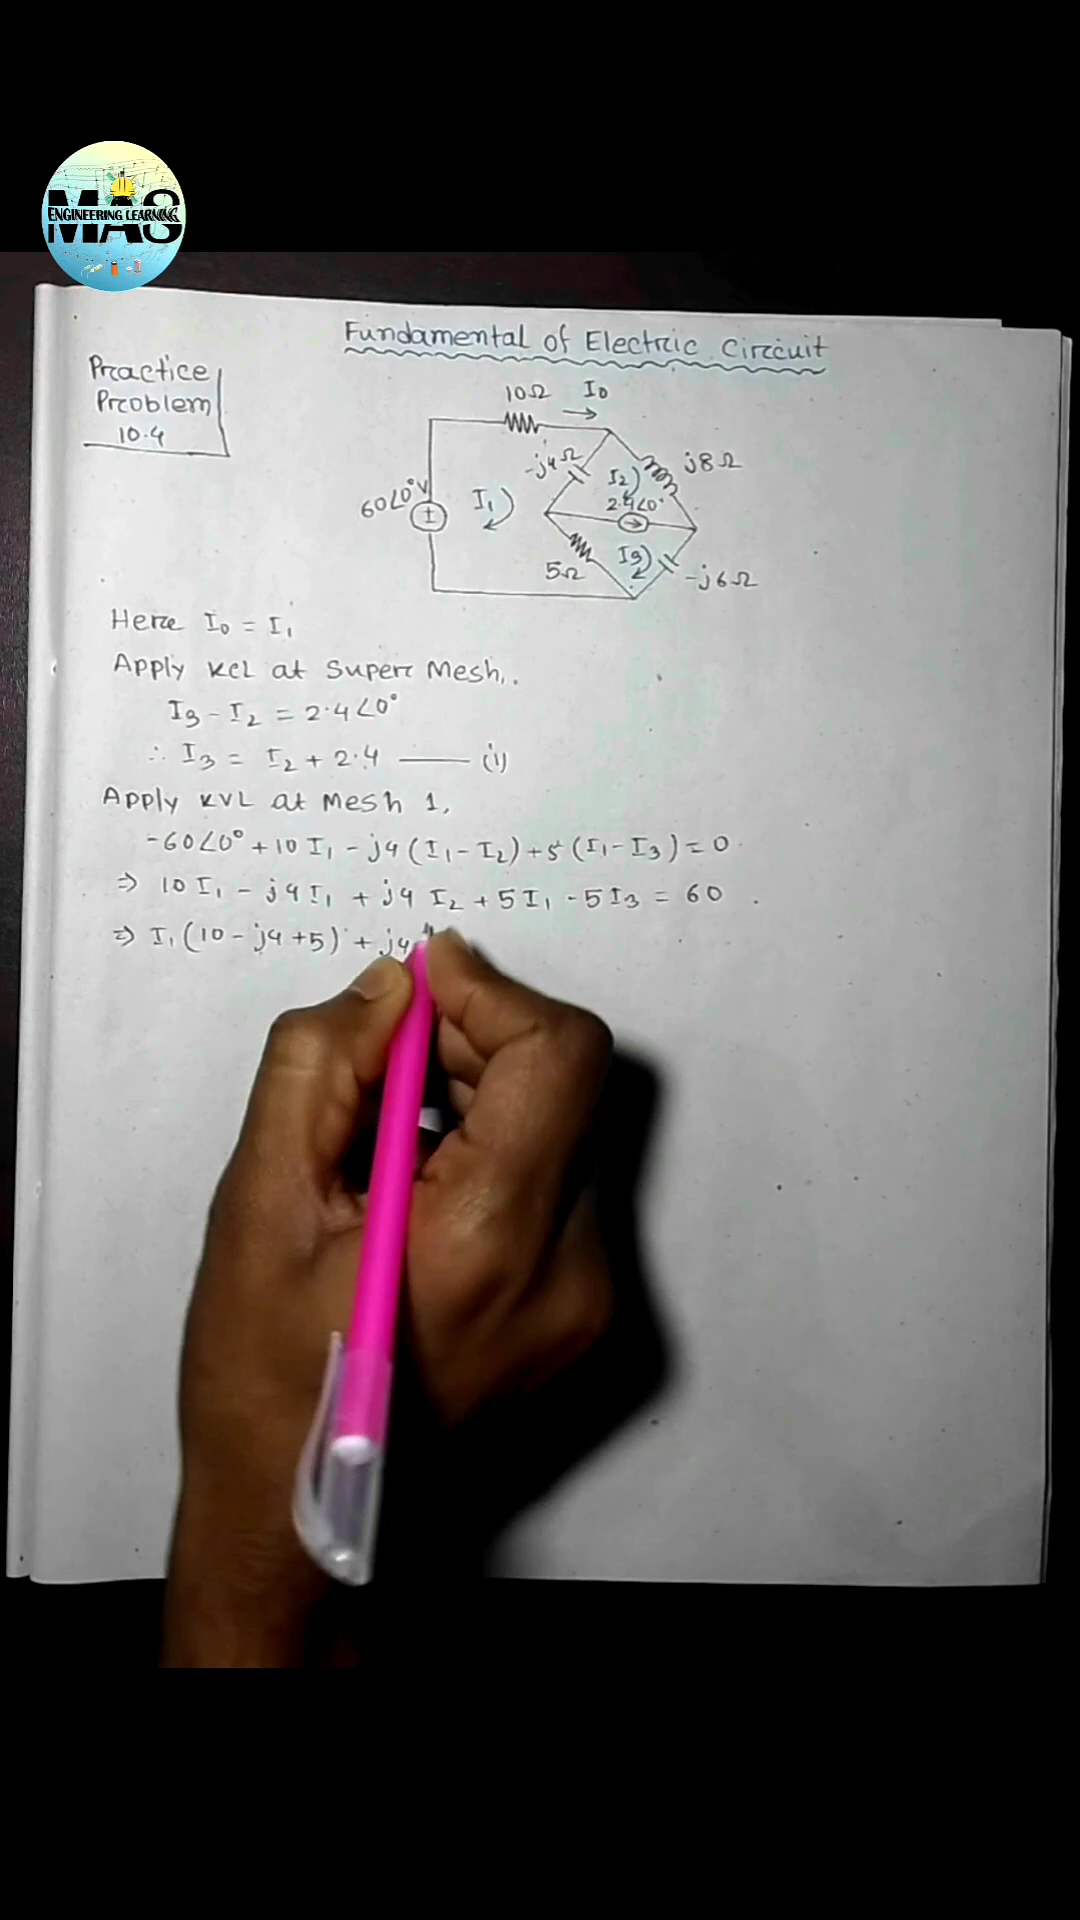 MAS
ENGINEERING LEARNING
Fundamental of Electric Circuit
Practice
Problem
10.4
10Ω I₀
-j4Ω
j8Ω
60∠0°V
I₁
I₂
2.4∠0°
I3
5Ω
-j6Ω
Here I₀ = I₁
Apply KCL at Super Mesh,.
I3 - I₂ = 2.4∠0°
∴ I3 = I₂ + 2.4 —— (i)
Apply KVL at Mesh 1,
-60∠0° + 10 I₁ - j4 (I₁ - I₂) + 5 (I₁ - I3) = 0
⇒ 10 I₁ - j4 I₁ + j4 I₂ + 5 I₁ - 5 I3 = 60 .
⇒ I₁ (10 - j4 + 5) + j4